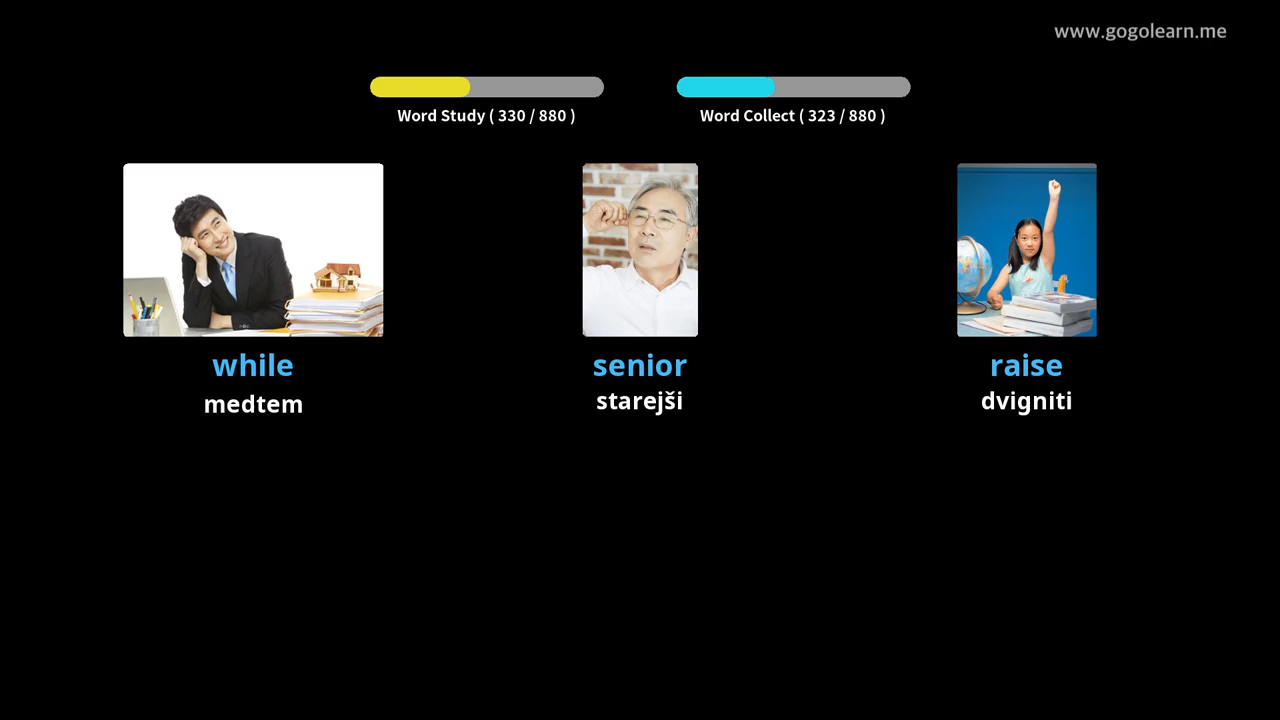 www.gogolearn.me
Word Study ( 330 / 880 )
Word Collect ( 323 / 880 )
while
medtem
senior
starejši
raise
dvigniti